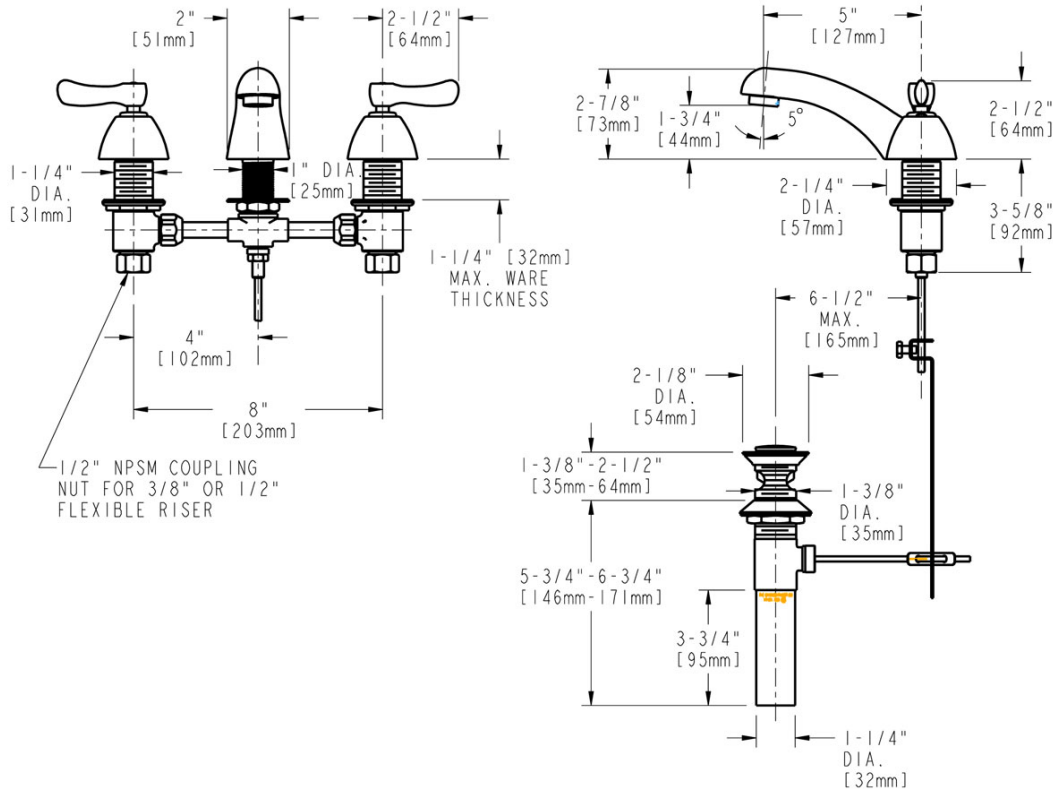 2"
[51mm]
2-1/2"
[64mm]
1-1/4"
DIA.
[31mm]
1" DIA.
[25mm]
1-1/4" [32mm]
MAX. WARE
THICKNESS
4"
[102mm]
8"
[203mm]
1/2" NPSM COUPLING
NUT FOR 3/8" OR 1/2"
FLEXIBLE RISER
5"
[127mm]
2-7/8"
[73mm]
1-3/4"
[44mm]
5°
2-1/2"
[64mm]
2-1/4"
DIA.
[57mm]
3-5/8"
[92mm]
6-1/2"
MAX.
[165mm]
2-1/8"
DIA.
[54mm]
1-3/8"-2-1/2"
[35mm-64mm]
1-3/8"
DIA.
[35mm]
5-3/4"-6-3/4"
[146mm-171mm]
3-3/4"
[95mm]
1-1/4"
DIA.
[32mm]